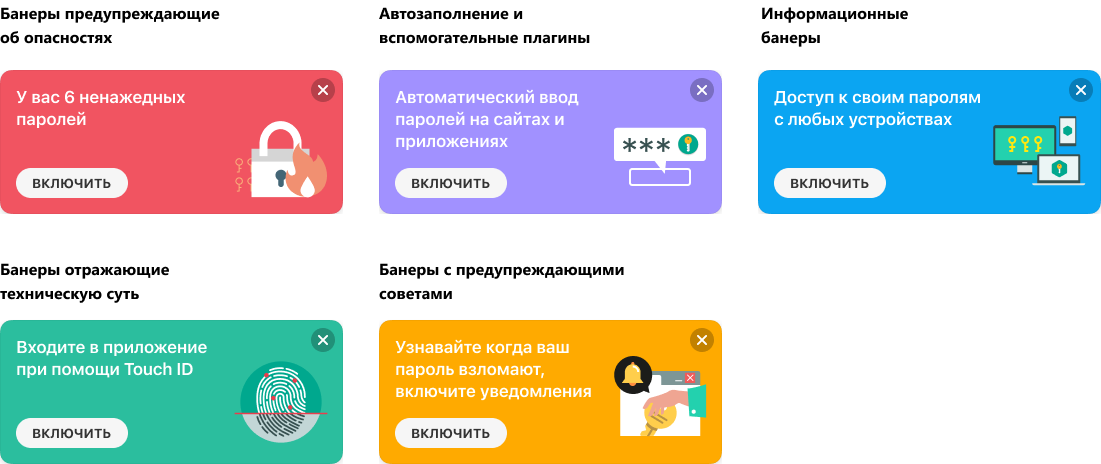 Банеры предупреждающие
об опасностях
У вас 6 ненажедных
паролей
ВКЛЮЧИТЬ
Автозаполнение и
вспомогательные плагины
Автоматический ввод
паролей на сайтах и
приложениях
***
ВКЛЮЧИТЬ
Информационные
банеры
Доступ к своим паролям
с любых устройствах
ВКЛЮЧИТЬ
Банеры отражающие
техническую суть
Входите в приложение
при помощи Touch ID
ВКЛЮЧИТЬ
Банеры с предупреждающими
советами
Узнавайте когда ваш
пароль взломают,
включите уведомления
ВКЛЮЧИТЬ